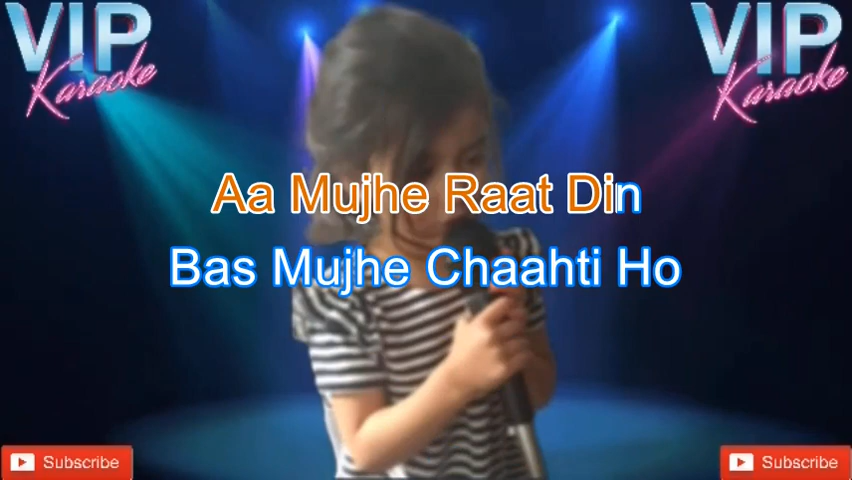 VIP VIP
Karaoke Karaoke
Aa Mujhe Raat Din
Bas Mujhe Chaahti Ho
Subscribe Subscribe